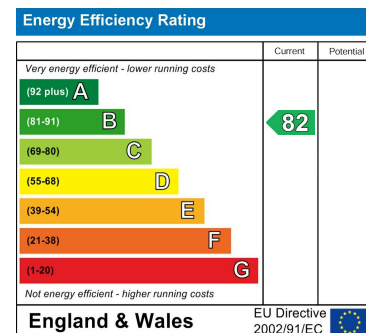 Energy Efficiency Rating
Current Potential
Very energy efficient - lower running costs
(92 plus) A
(81-91) B 82
(69-80) C
(55-68) D
(39-54) E
(21-38) F
(1-20) G
Not energy efficient - higher running costs
England & Wales
EU Directive
2002/91/EC